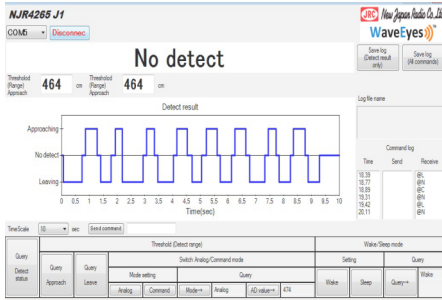 NJR4265 J1
JRC New Japan Radio Co.,Ltd
COM5 Disconnec
WaveEyes
No detect
Save log (Detect result only)
Save log (All commands)
Threshold (Range) Approach 464 cm Threshold (Range) Approach 464 cm
Log file name
Detect result
Approaching
No detect
Leaving
0 0.5 1 1.5 2 2.5 3 3.5 4 4.5 5 5.5 6 6.5 7 7.5 8 8.5 9 9.5 10
Time(sec)
Command log
Time Send Receive
18.39 @L
18.77 @N
18.89 @C
19.31 @N
19.42 @L
20.11 @N
TimeScale 10 sec Send command
Threshold (Detect range) Wake/Sleep mode
Query Detect status
Query Approach
Query Leave
Switch Analog/Command mode
Setting Query
Mode setting Query
Wake Sleep Query→ Wake
Analog Command Mode→ Analog AD value→ 474